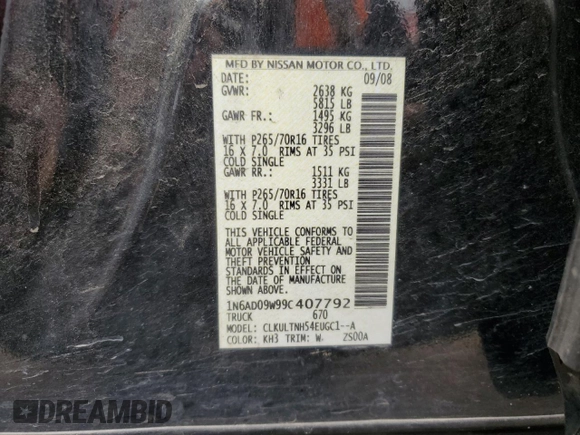 MFD BY NISSAN MOTOR CO., LTD.
DATE: 09/08
GVWR: 2638 KG
5815 LB
GAWR FR.: 1495 KG
3296 LB
WITH P265/70R16 TIRES
16 X 7.0 RIMS AT 35 PSI
COLD SINGLE
GAWR RR.: 1511 KG
3331 LB
WITH P265/70R16 TIRES
16 X 7.0 RIMS AT 35 PSI
COLD SINGLE
THIS VEHICLE CONFORMS TO
ALL APPLICABLE FEDERAL
MOTOR VEHICLE SAFETY AND
THEFT PREVENTION
STANDARDS IN EFFECT ON
THE DATE OF MANUFACTURE
ABOVE.
1N6AD09W99C407792
TRUCK 670
MODEL: CLKULTNH54EUGC1--A
COLOR: KH3 TRIM: W. 2S00A
DREAMBID